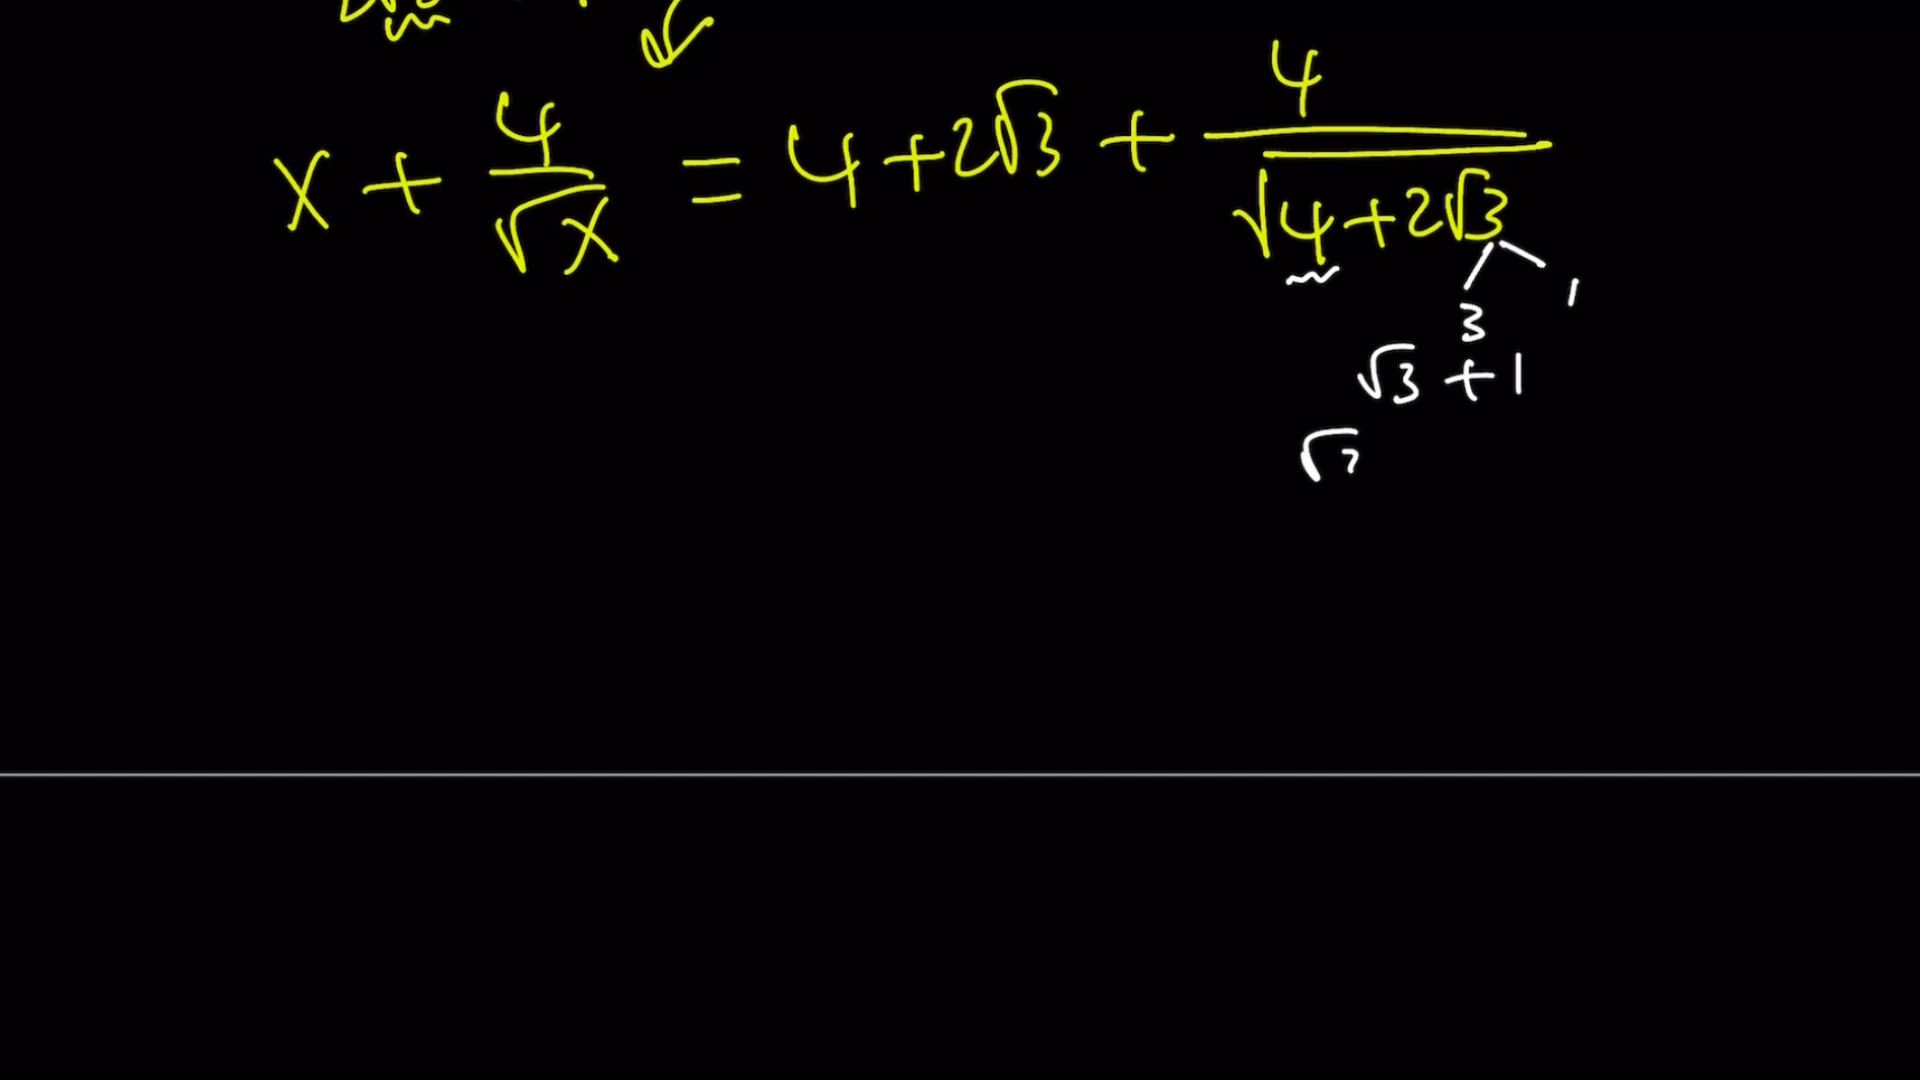 x + 4/√x = 4 + 2√3 + 4/√(4 + 2√3)
3 1
√3 + 1
√